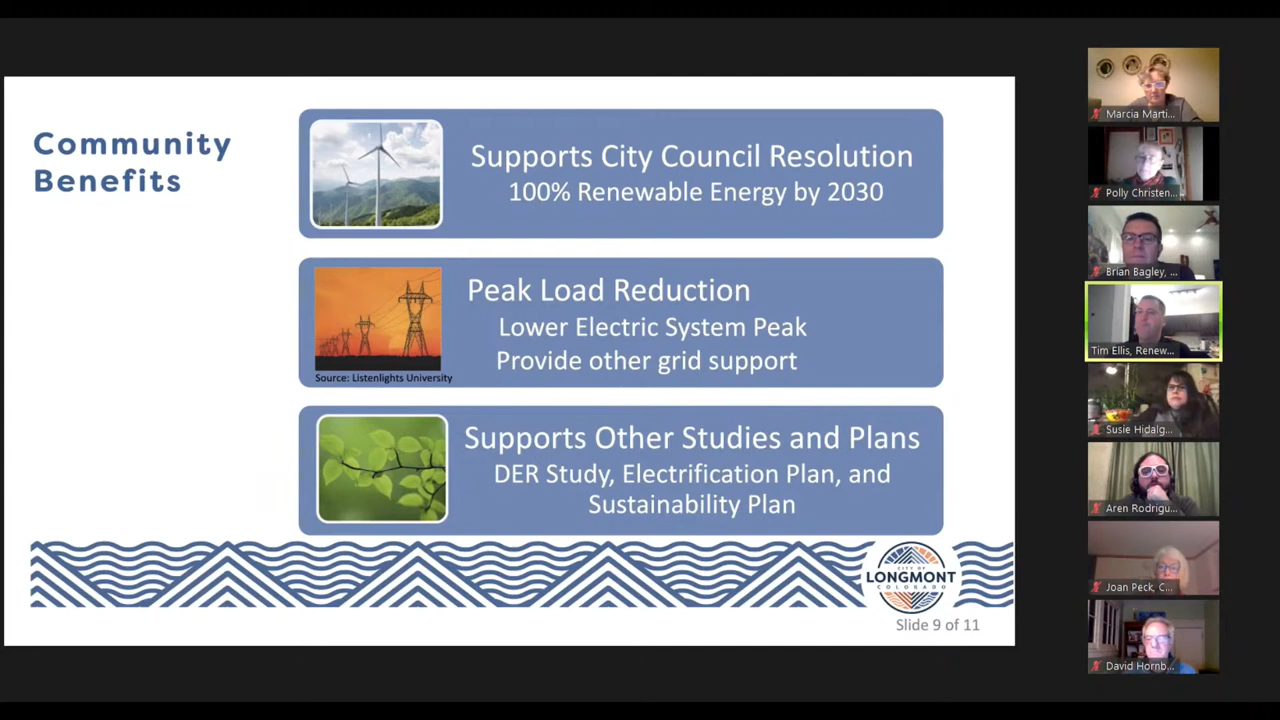 Community
Benefits
Supports City Council Resolution
100% Renewable Energy by 2030
Peak Load Reduction
Lower Electric System Peak
Provide other grid support
Source: Listenlights University
Supports Other Studies and Plans
DER Study, Electrification Plan, and
Sustainability Plan
CITY OF
LONGMONT
COLORADO
Slide 9 of 11
Marcia Marti...
Polly Christen...
Brian Bagley, ...
Tim Ellis, Renew...
Susie Hidalg...
Aren Rodrigu...
Joan Peck, C...
David Hornb...